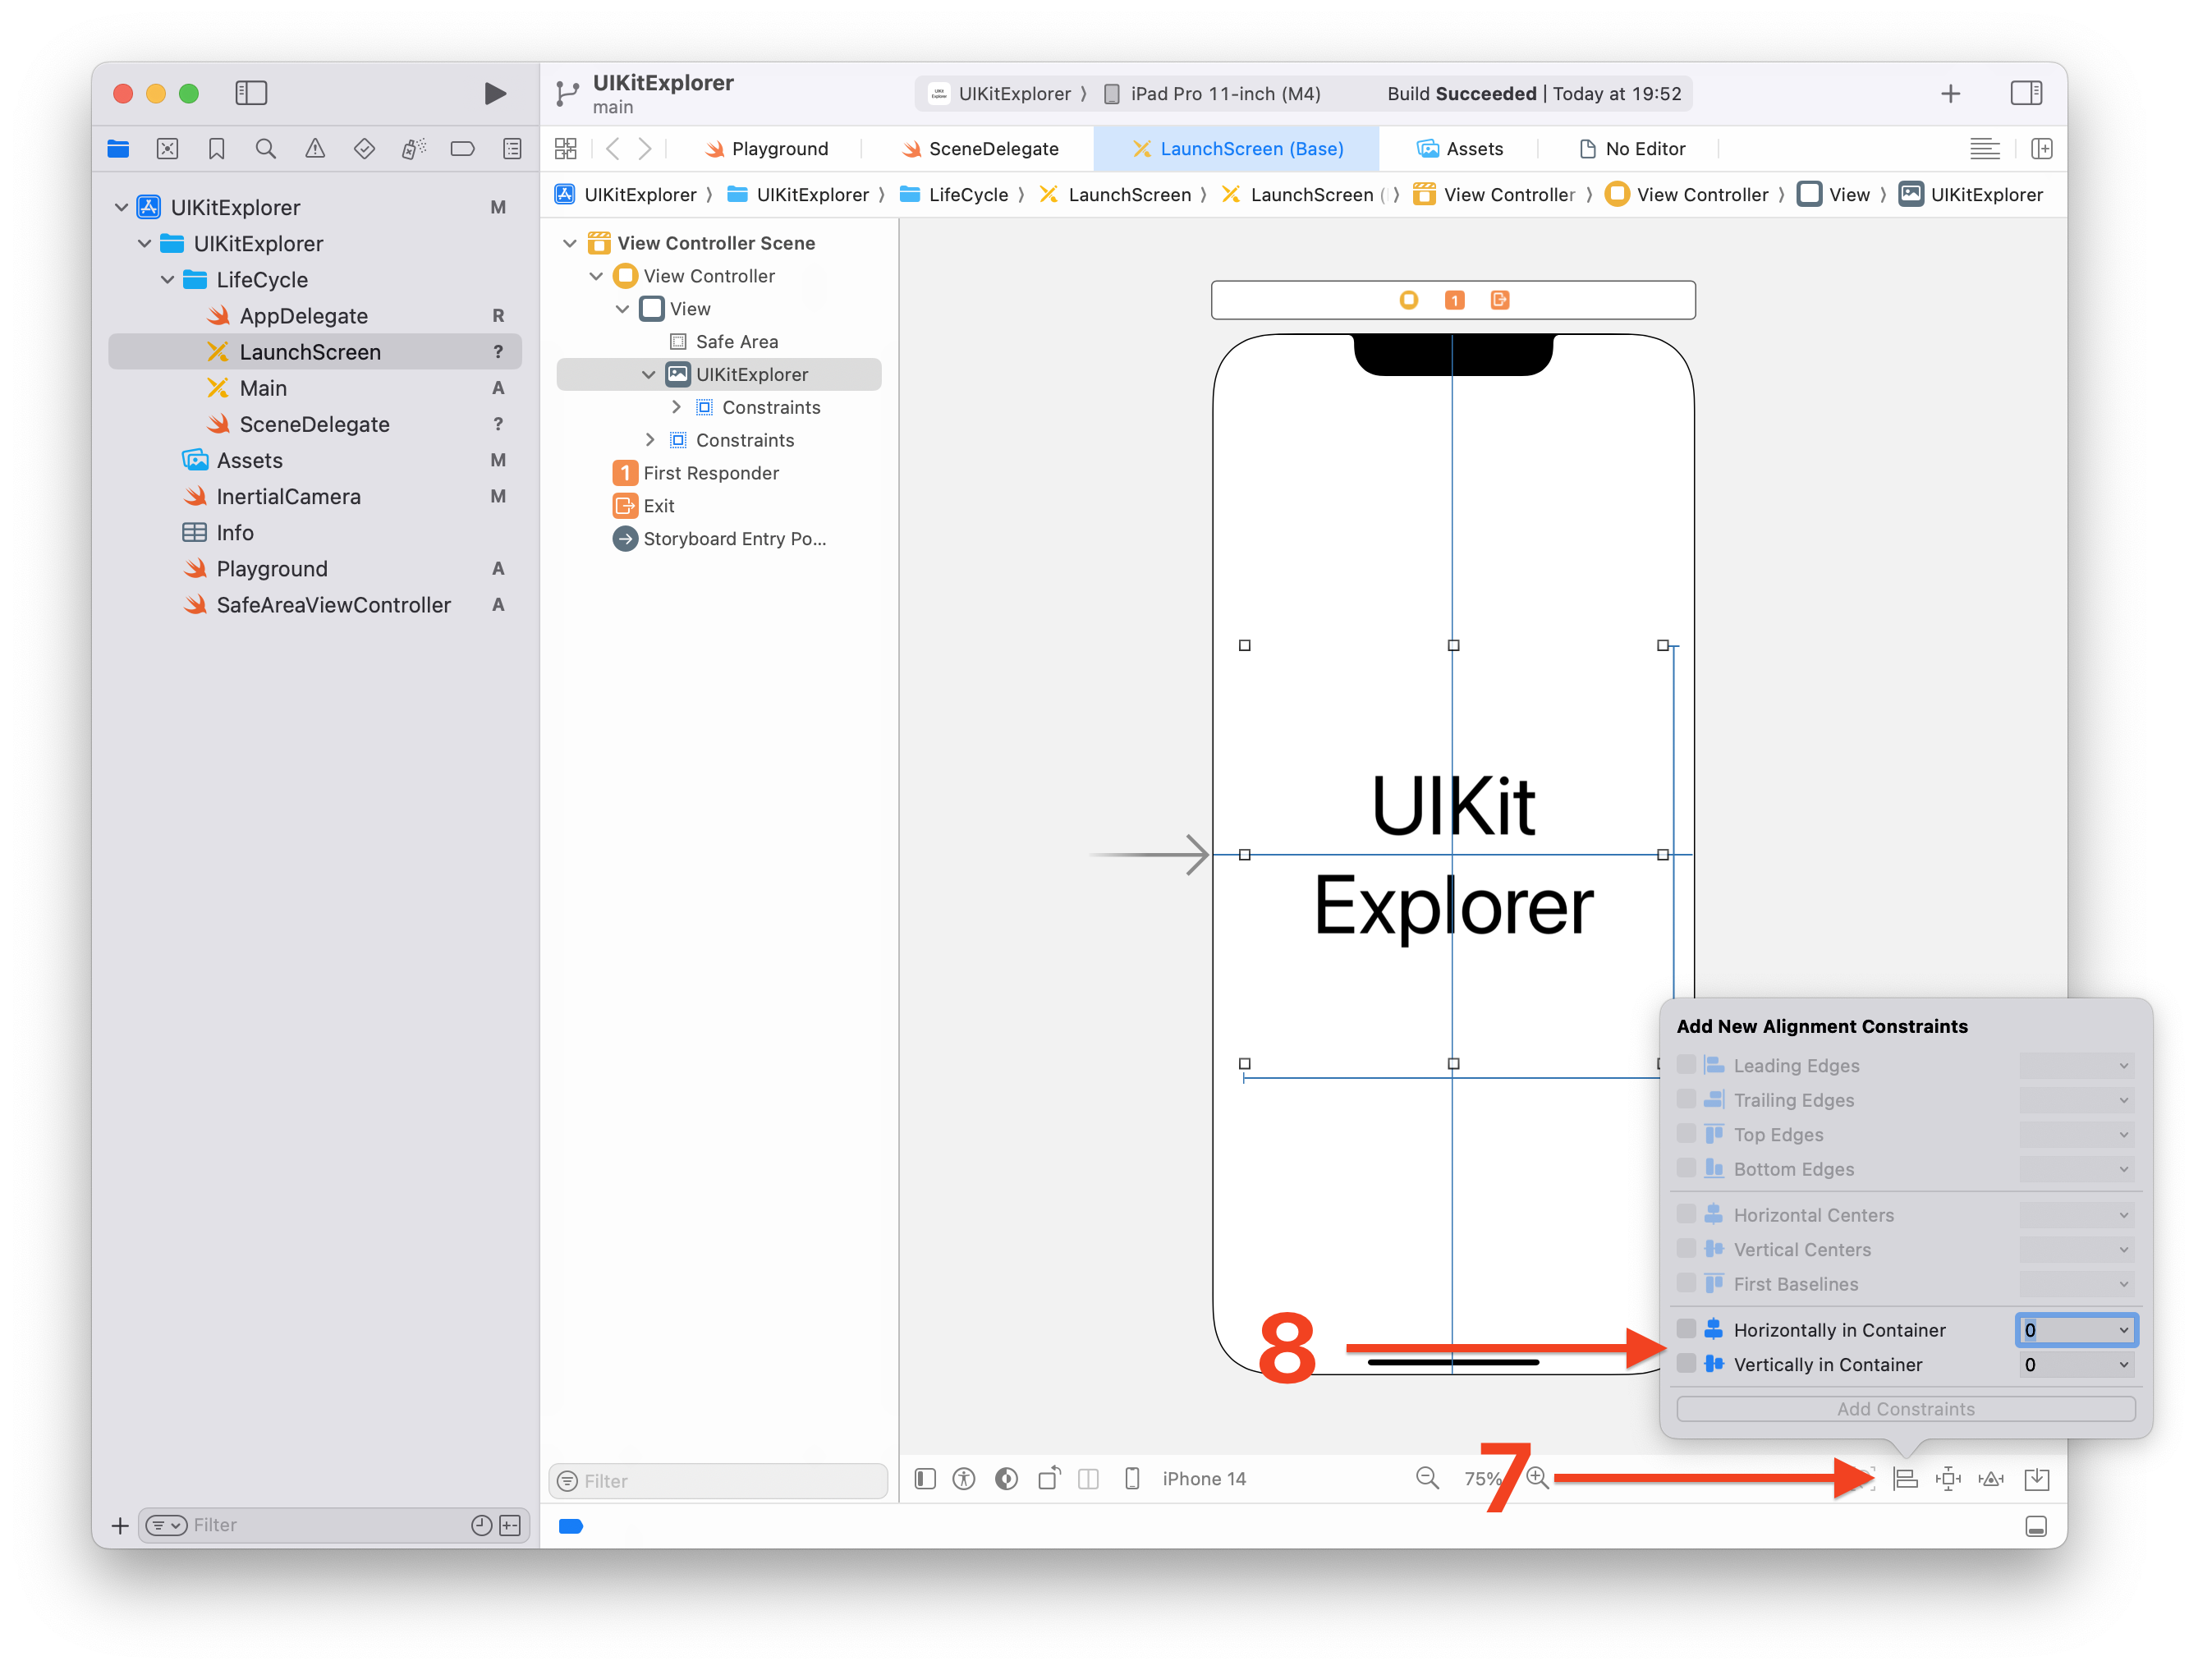 UIKitExplorer
main
UIKitExplorer
iPad Pro 11-inch (M4)
Build Succeeded | Today at 19:52
Playground
SceneDelegate
LaunchScreen (Base)
Assets
No Editor
UIKitExplorer
UIKitExplorer
LifeCycle
LaunchScreen
LaunchScreen (
View Controller
View Controller
View
UIKitExplorer
UIKitExplorer M
UIKitExplorer
LifeCycle
AppDelegate R
LaunchScreen ?
Main A
SceneDelegate ?
Assets M
InertialCamera M
Info
Playground A
SafeAreaViewController A
Filter
View Controller Scene
View Controller
View
Safe Area
UIKitExplorer
Constraints
Constraints
1 First Responder
Exit
Storyboard Entry Po...
Filter
1
UIKit
Explorer
Add New Alignment Constraints
Leading Edges
Trailing Edges
Top Edges
Bottom Edges
Horizontal Centers
Vertical Centers
First Baselines
Horizontally in Container 0
Vertically in Container 0
Add Constraints
8
7
iPhone 14
75%